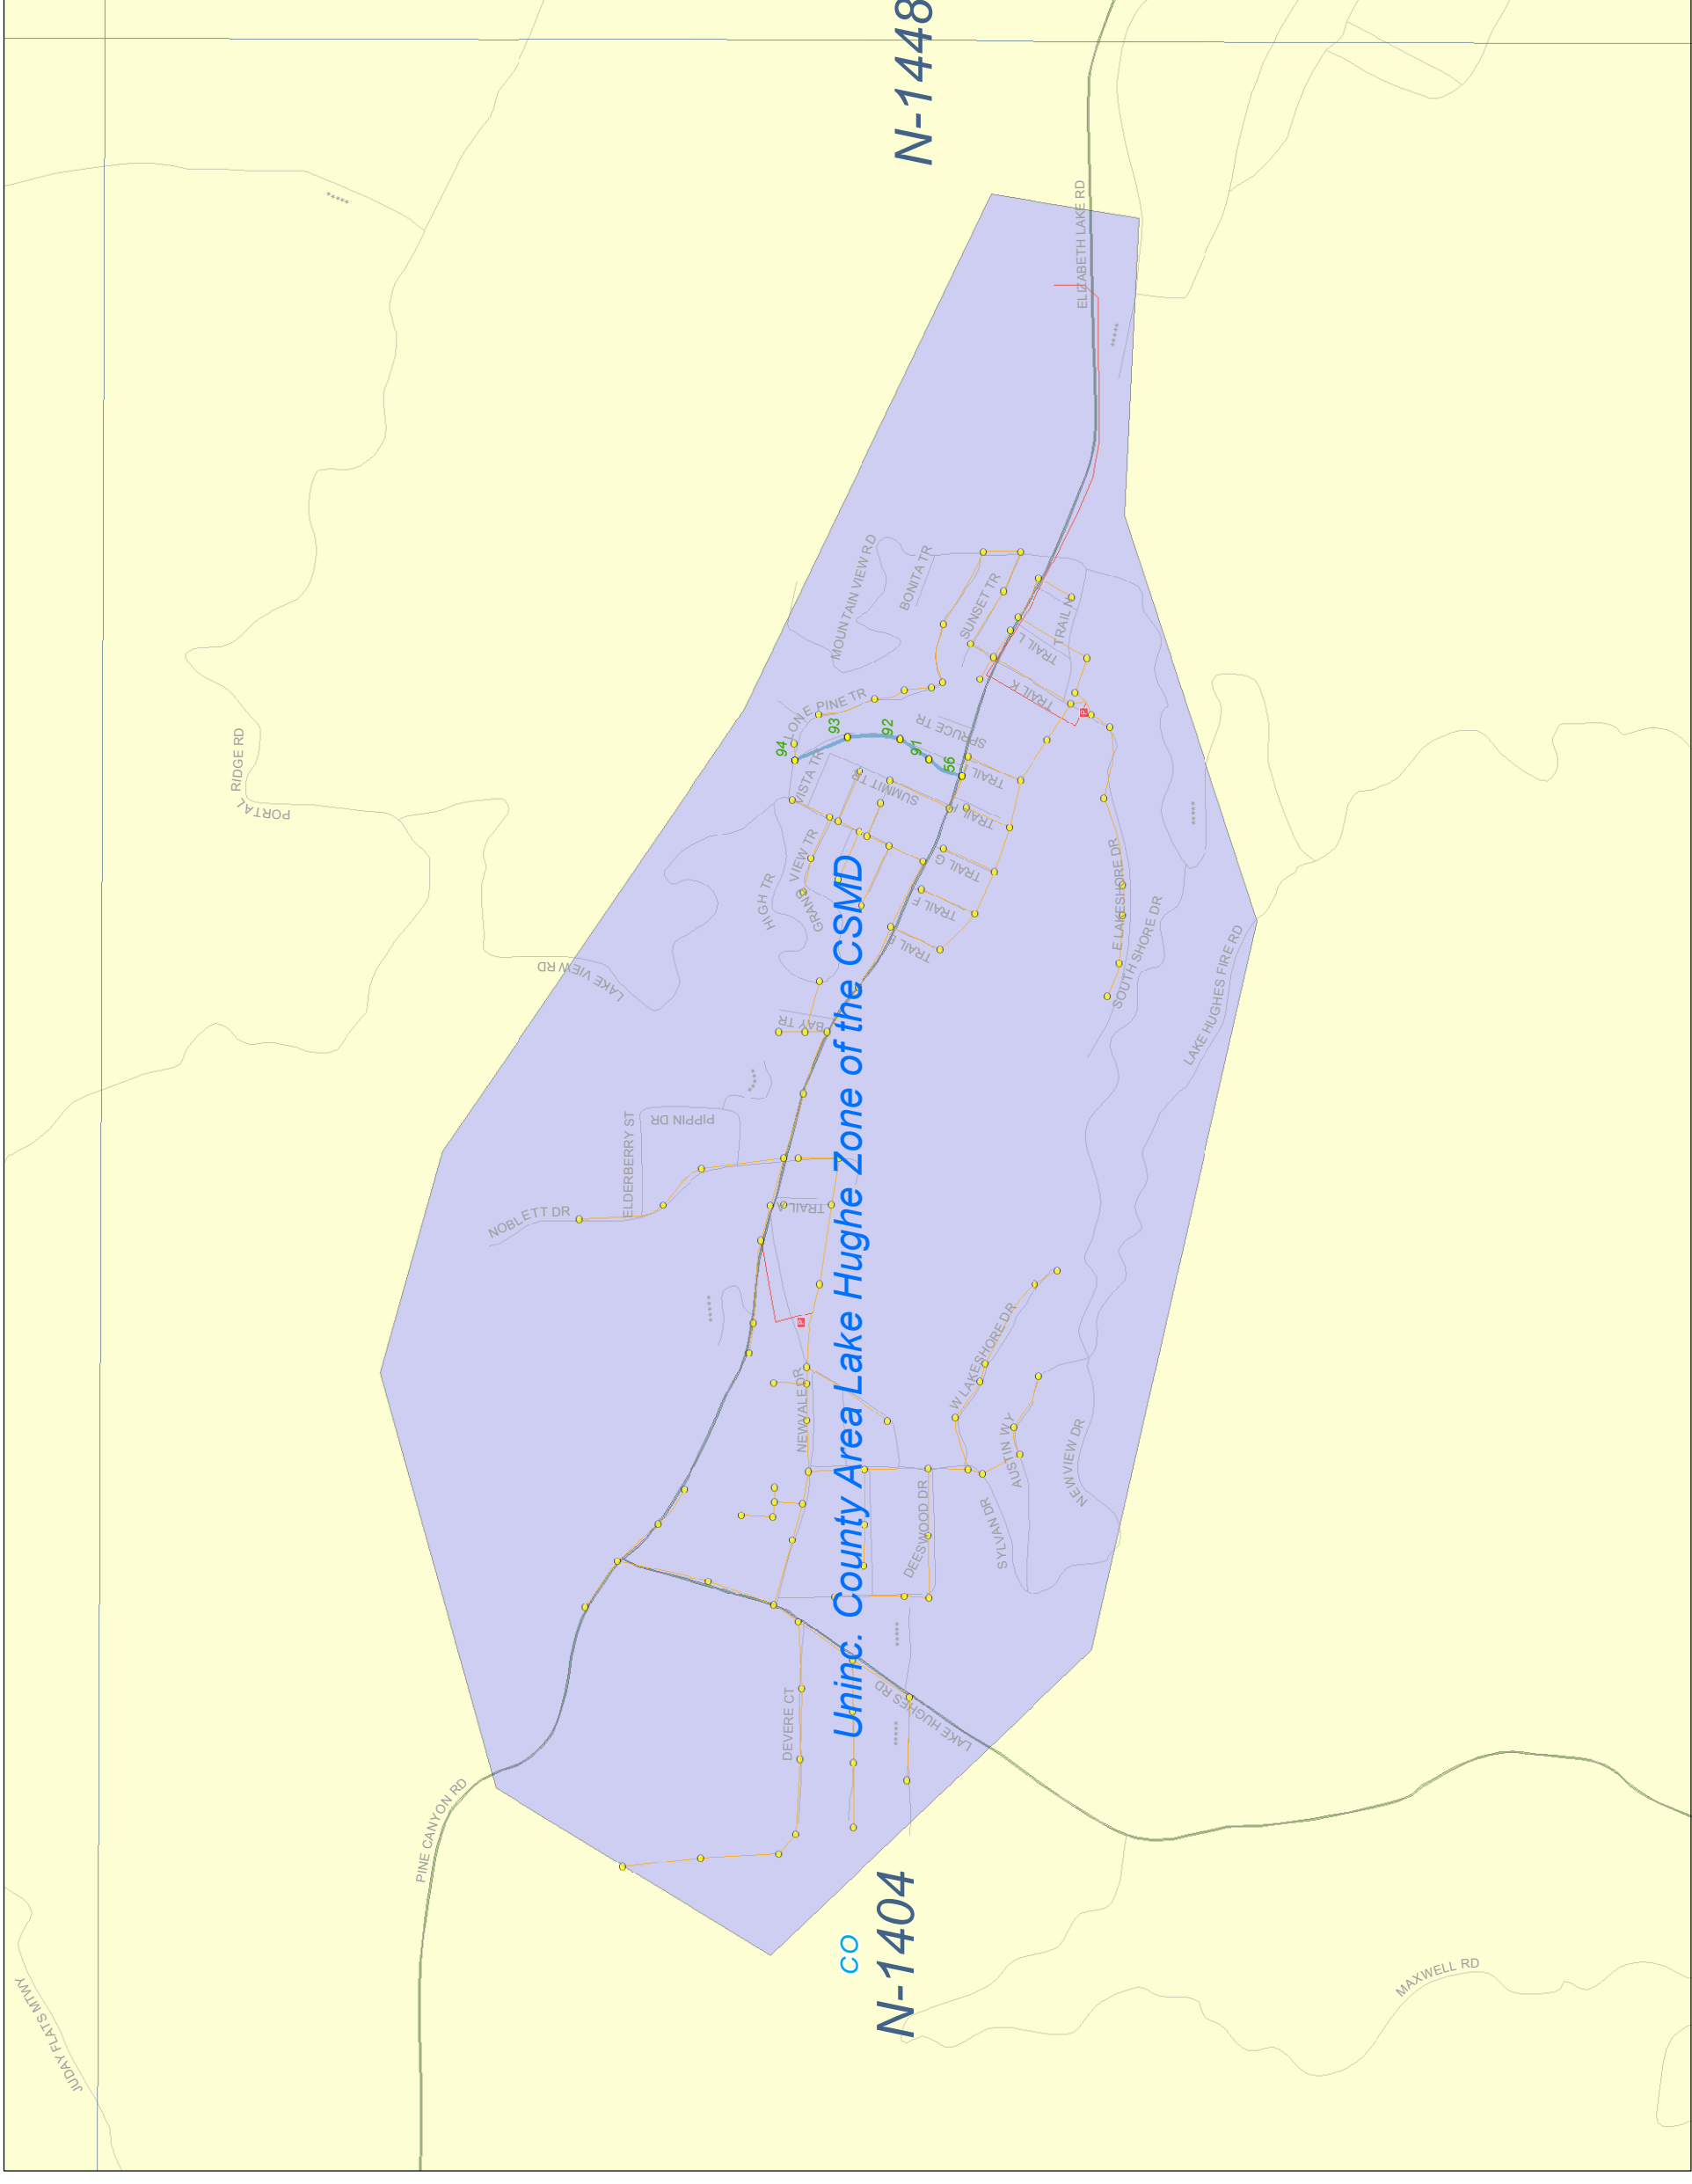 N-1448
ELIZABETH LAKE RD
MOUNTAIN VIEW RD
BONITA TR
SUNSET TR
TRAIL N
TRAIL L
TRAIL K
LONE PINE TR
SPRUCE TR
94
93
92
91
56
VISTA TR
SUMMIT TR
TRAIL I
TRAIL H
TRAIL G
TRAIL F
TRAIL E
GRAND VIEW TR
HIGH TR
RIDGE RD
PORTAL
LAKE VIEW RD
E LAKESHORE DR
SOUTH SHORE DR
LAKE HUGHES FIRE RD
BAY TR
PIPPIN DR
ELDERBERRY ST
NOBLETT DR
TRAIL A
P
P
Uninc. County Area Lake Hughe Zone of the CSMD
W LAKESHORE DR
NEWVALE DR
AUSTIN WY
NEWVIEW DR
SYLVAN DR
DEESWOOD DR
DEVERE CT
LAKE HUGHES RD
PINE CANYON RD
CO
N-1404
MAXWELL RD
JUDAY FLATS MTWY